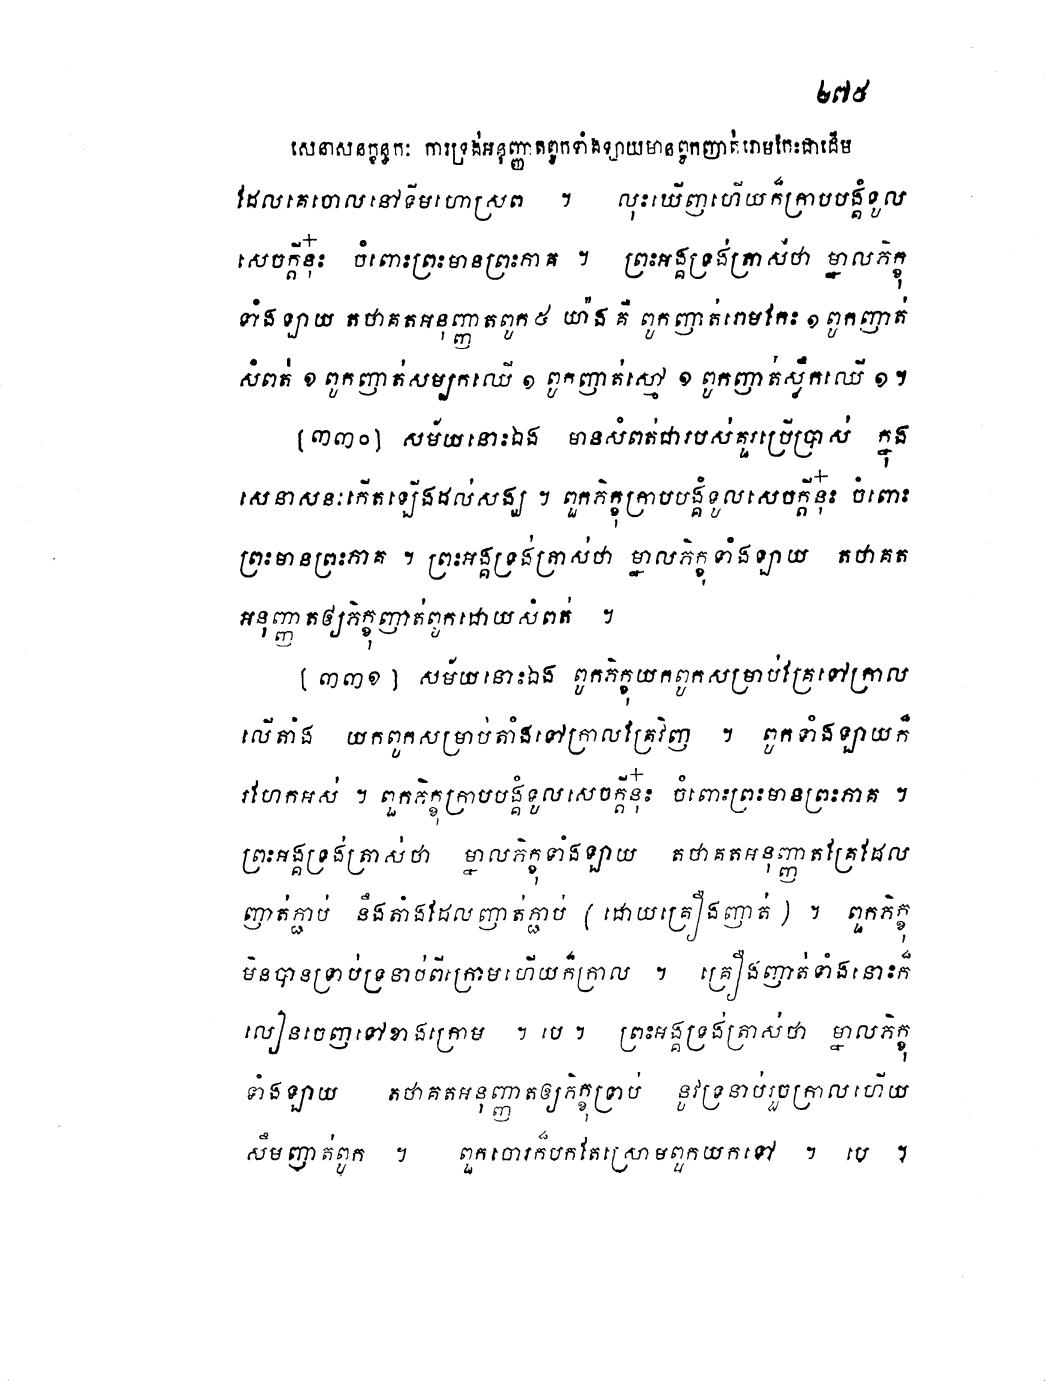 ២៧៥
សេនាសនក្ខន្ធកៈ ការទ្រង់អនុញ្ញាតពួកទាំងឡាយមានពួកញាត់រោមកែះជាដើម
ដែលគេចោលនៅទីមហោស្រព ។ លុះឃើញហើយក៏ក្រាបបង្គំទូល
សេចក្តីនុ៎ះ ចំពោះព្រះមានព្រះភាគ ។ ព្រះអង្គទ្រង់ត្រាស់ថា ម្នាលភិក្ខុ
ទាំងឡាយ តថាគតអនុញ្ញាតពូក ៥ យ៉ាង គឺ ពូកញាត់រោមកែះ ១ ពូកញាត់
សំពត់ ១ ពូកញាត់សម្បកឈើ ១ ពូកញាត់ស្មៅ ១ ពូកញាត់ស្លឹកឈើ ១ ។
[៣៣០] សម័យនោះឯង មានសំពត់ជារបស់គួរប្រើប្រាស់ ក្នុង
សេនាសនៈកើតឡើងដល់សង្ឃ ។ ពួកភិក្ខុក្រាបបង្គំទូលសេចក្តីនុ៎ះ ចំពោះ
ព្រះមានព្រះភាគ ។ ព្រះអង្គទ្រង់ត្រាស់ថា ម្នាលភិក្ខុទាំងឡាយ តថាគត
អនុញ្ញាតឲ្យភិក្ខុញាត់ពូកដោយសំពត់ ។
[៣៣១] សម័យនោះឯង ពួកភិក្ខុយកពូកសម្រាប់គ្រែទៅក្រាល
លើតាំង យកពូកសម្រាប់តាំងទៅក្រាលគ្រែវិញ ។ ពូកទាំងឡាយក៏
រហែកអស់ ។ ពួកភិក្ខុក្រាបបង្គំទូលសេចក្តីនុ៎ះ ចំពោះព្រះមានព្រះភាគ ។
ព្រះអង្គទ្រង់ត្រាស់ថា ម្នាលភិក្ខុទាំងឡាយ តថាគតអនុញ្ញាតគ្រែដែល
ញាត់ភ្ជាប់ នឹងតាំងដែលញាត់ភ្ជាប់ (ដោយគ្រឿងញាត់) ។ ពួកភិក្ខុ
មិនបានទ្រាប់ទ្រនាប់ពីក្រោមហើយក៏ក្រាល ។ គ្រឿងញាត់ទាំងនោះក៏
លៀនចេញទៅខាងក្រោម ។ បេ ។ ព្រះអង្គទ្រង់ត្រាស់ថា ម្នាលភិក្ខុ
ទាំងឡាយ តថាគតអនុញ្ញាតឲ្យភិក្ខុទ្រាប់ នូវទ្រនាប់រួចក្រាលហើយ
សឹមញាត់ពូក ។ ពួកចោរក៏បកតែស្រោមពួកយកទៅ ។ បេ ។